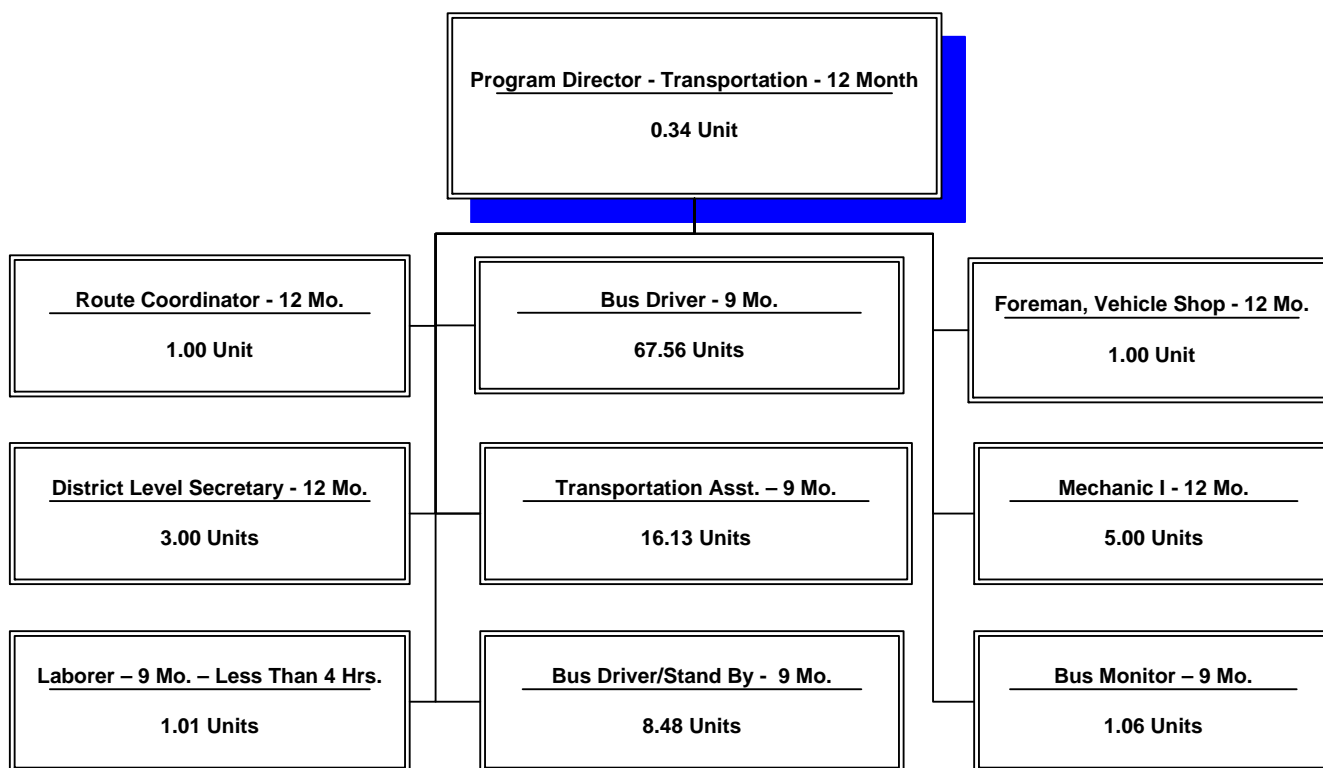 Program Director - Transportation - 12 Month
0.34 Unit
Route Coordinator - 12 Mo.
1.00 Unit
Bus Driver - 9 Mo.
67.56 Units
Foreman, Vehicle Shop - 12 Mo.
1.00 Unit
District Level Secretary - 12 Mo.
3.00 Units
Transportation Asst. – 9 Mo.
16.13 Units
Mechanic I - 12 Mo.
5.00 Units
Laborer – 9 Mo. – Less Than 4 Hrs.
1.01 Units
Bus Driver/Stand By - 9 Mo.
8.48 Units
Bus Monitor – 9 Mo.
1.06 Units